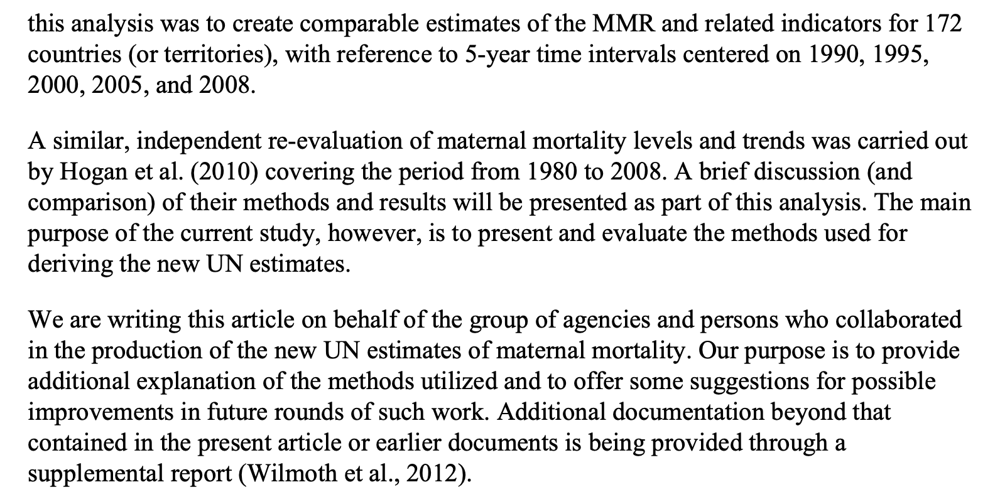 this analysis was to create comparable estimates of the MMR and related indicators for 172
countries (or territories), with reference to 5-year time intervals centered on 1990, 1995,
2000, 2005, and 2008.
A similar, independent re-evaluation of maternal mortality levels and trends was carried out
by Hogan et al. (2010) covering the period from 1980 to 2008. A brief discussion (and
comparison) of their methods and results will be presented as part of this analysis. The main
purpose of the current study, however, is to present and evaluate the methods used for
deriving the new UN estimates.
We are writing this article on behalf of the group of agencies and persons who collaborated
in the production of the new UN estimates of maternal mortality. Our purpose is to provide
additional explanation of the methods utilized and to offer some suggestions for possible
improvements in future rounds of such work. Additional documentation beyond that
contained in the present article or earlier documents is being provided through a
supplemental report (Wilmoth et al., 2012).